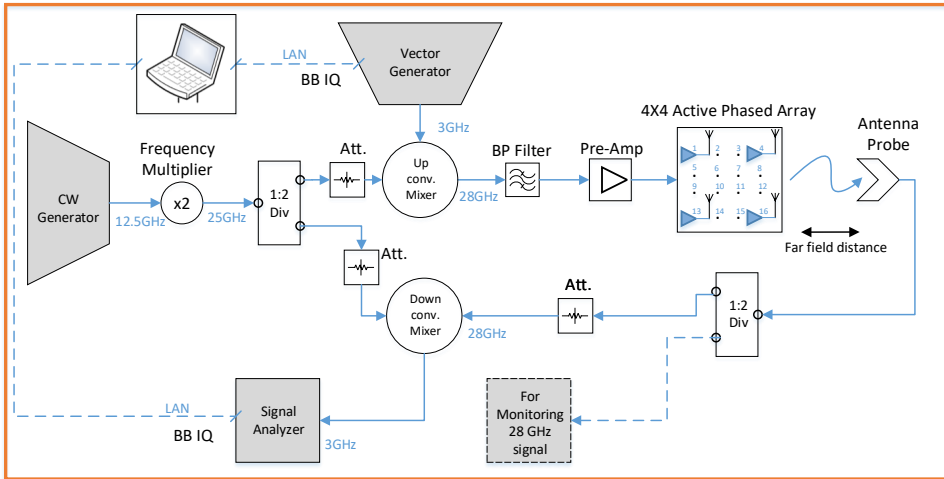 LAN
BB IQ
Vector
Generator
3GHz
4X4 Active Phased Array
Antenna
Probe
Frequency
Multiplier
Att.
Up
conv.
Mixer
BP Filter
Pre-Amp
CW
Generator
x2
1:2
Div
12.5GHz
25GHz
28GHz
1 2 3 4
5 6 7 8
9 10 11 12
13 14 15 16
Far field distance
Att.
Down
conv.
Mixer
28GHz
Att.
1:2
Div
LAN
BB IQ
Signal
Analyzer
3GHz
For
Monitoring
28 GHz
signal